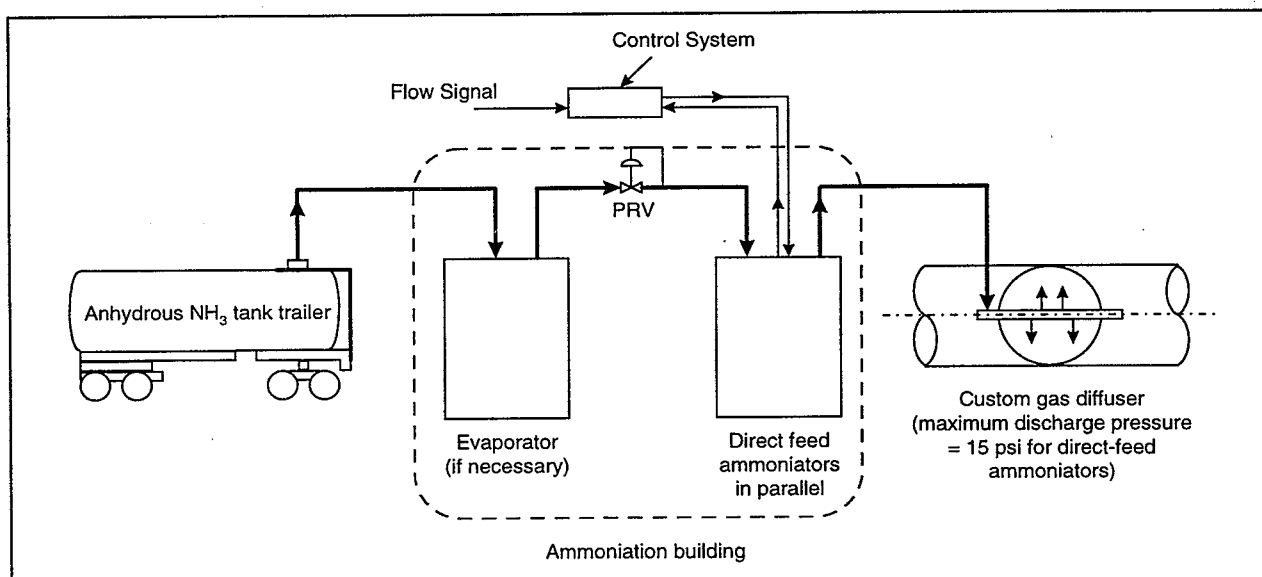 Control System
Flow Signal
PRV
Anhydrous NH₃ tank trailer
Evaporator
(if necessary)
Direct feed
ammoniators
in parallel
Custom gas diffuser
(maximum discharge pressure
= 15 psi for direct-feed
ammoniators)
Ammoniation building